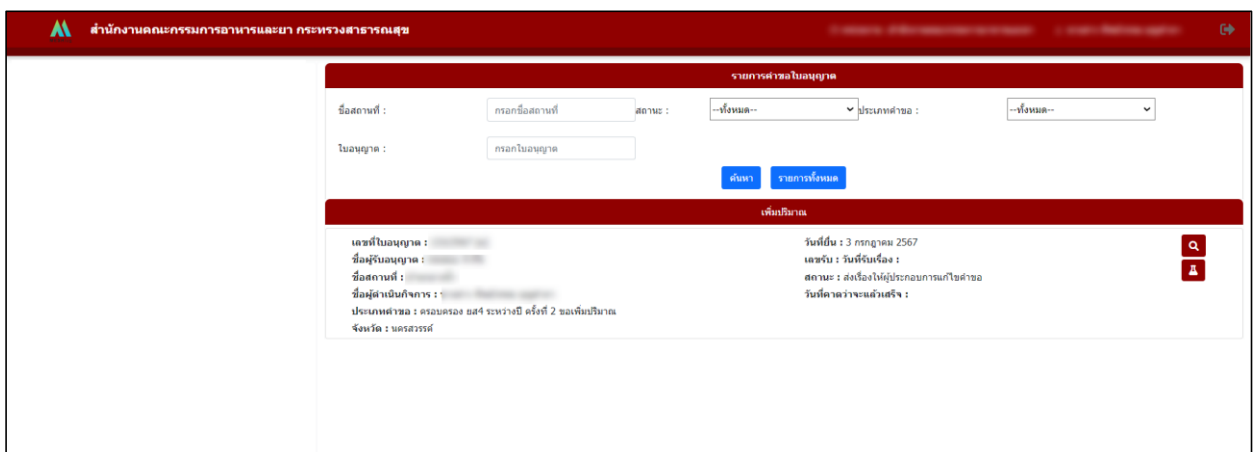 สำนักงานคณะกรรมการอาหารและยา กระทรวงสาธารณสุข
รายการคำขอใบอนุญาต
ชื่อสถานที่ : กรอกชื่อสถานที่ สถานะ : --ทั้งหมด-- ประเภทคำขอ : --ทั้งหมด--
ใบอนุญาต : กรอกใบอนุญาต
ค้นหา รายการทั้งหมด
เพิ่มปริมาณ
เลขที่ใบอนุญาต : วันที่ยื่น : 3 กรกฎาคม 2567
ชื่อผู้รับอนุญาต : เลขรับ : วันที่รับเรื่อง :
ชื่อสถานที่ : สถานะ : ส่งเรื่องให้ผู้ประกอบการแก้ไขคำขอ
ชื่อผู้ดำเนินกิจการ : วันที่คาดว่าจะแล้วเสร็จ :
ประเภทคำขอ : ครอบครอง ยส4 ระหว่างปี ครั้งที่ 2 ขอเพิ่มปริมาณ
จังหวัด : นครสวรรค์